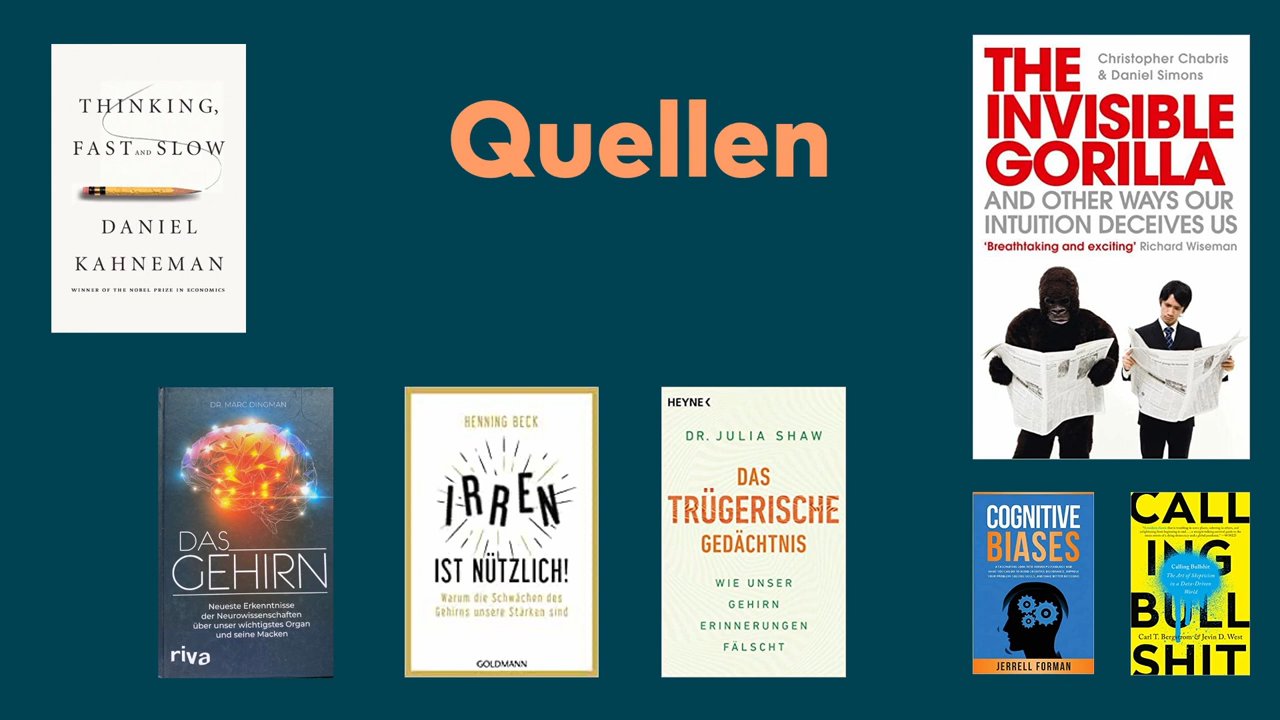 Quellen
THINKING,
FAST AND SLOW
DANIEL
KAHNEMAN
WINNER OF THE NOBEL PRIZE IN ECONOMICS
THE
INVISIBLE
GORILLA
Christopher Chabris
& Daniel Simons
AND OTHER WAYS OUR
INTUITION DECEIVES US
'Breathtaking and exciting' Richard Wiseman
DR. MARC DINGMAN
DAS
GEHIRN
Neueste Erkenntnisse
der Neurowissenschaften
über unser wichtigstes Organ
und seine Macken
riva
HENNING BECK
IRREN
IST NÜTZLICH!
Warum die Schwächen des
Gehirns unsere Stärken sind
GOLDMANN
HEYNE
DR. JULIA SHAW
DAS
TRÜGERISCHE
GEDÄCHTNIS
WIE UNSER
GEHIRN
ERINNERUNGEN
FÄLSCHT
COGNITIVE
BIASES
JERRELL FORMAN
CALL
ING
Calling Bullshit
The Art of Skepticism
in a Data-Driven
World
BULL
Carl T. Bergstrom & Jevin D. West
SHIT